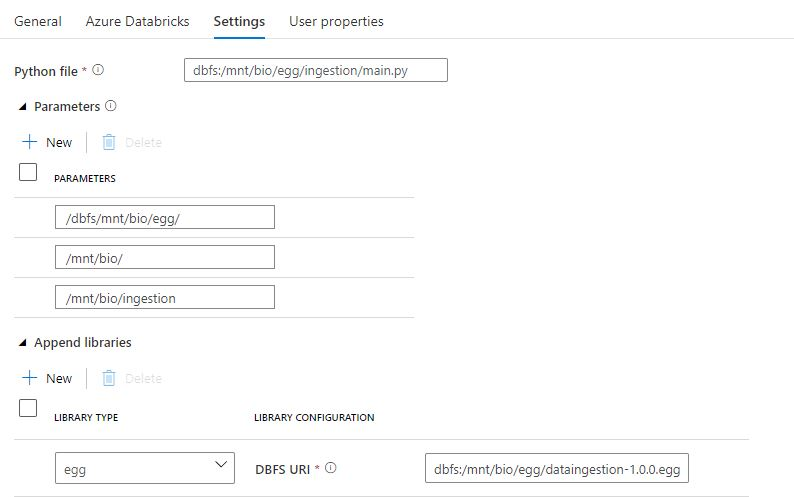 General Azure Databricks Settings User properties
Python file * dbfs:/mnt/bio/egg/ingestion/main.py
Parameters
New Delete
PARAMETERS
/dbfs/mnt/bio/egg/
/mnt/bio/
/mnt/bio/ingestion
Append libraries
New Delete
LIBRARY TYPE LIBRARY CONFIGURATION
egg DBFS URI * dbfs:/mnt/bio/egg/dataingestion-1.0.0.egg